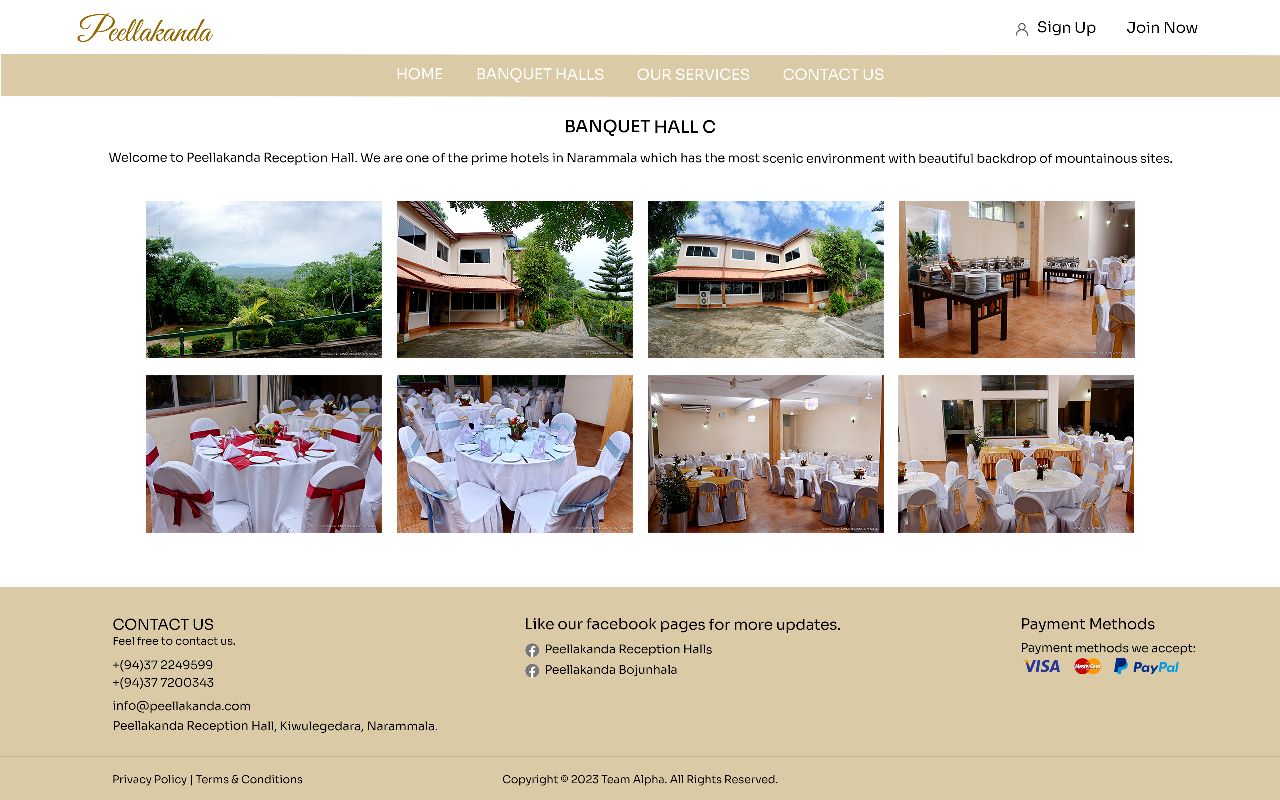 Peellakanda
Sign Up
Join Now
HOME
BANQUET HALLS
OUR SERVICES
CONTACT US
BANQUET HALL C
Welcome to Peellakanda Reception Hall. We are one of the prime hotels in Narammala which has the most scenic environment with beautiful backdrop of mountainous sites.
CONTACT US
Feel free to contact us.
+(94)37 2249599
+(94)37 7200343
info@peellakanda.com
Peellakanda Reception Hall, Kiwulegedara, Narammala.
Like our facebook pages for more updates.
Peellakanda Reception Halls
Peellakanda Bojunhala
Payment Methods
Payment methods we accept:
VISA MasterCard PayPal
Privacy Policy | Terms & Conditions
Copyright © 2023 Team Alpha. All Rights Reserved.